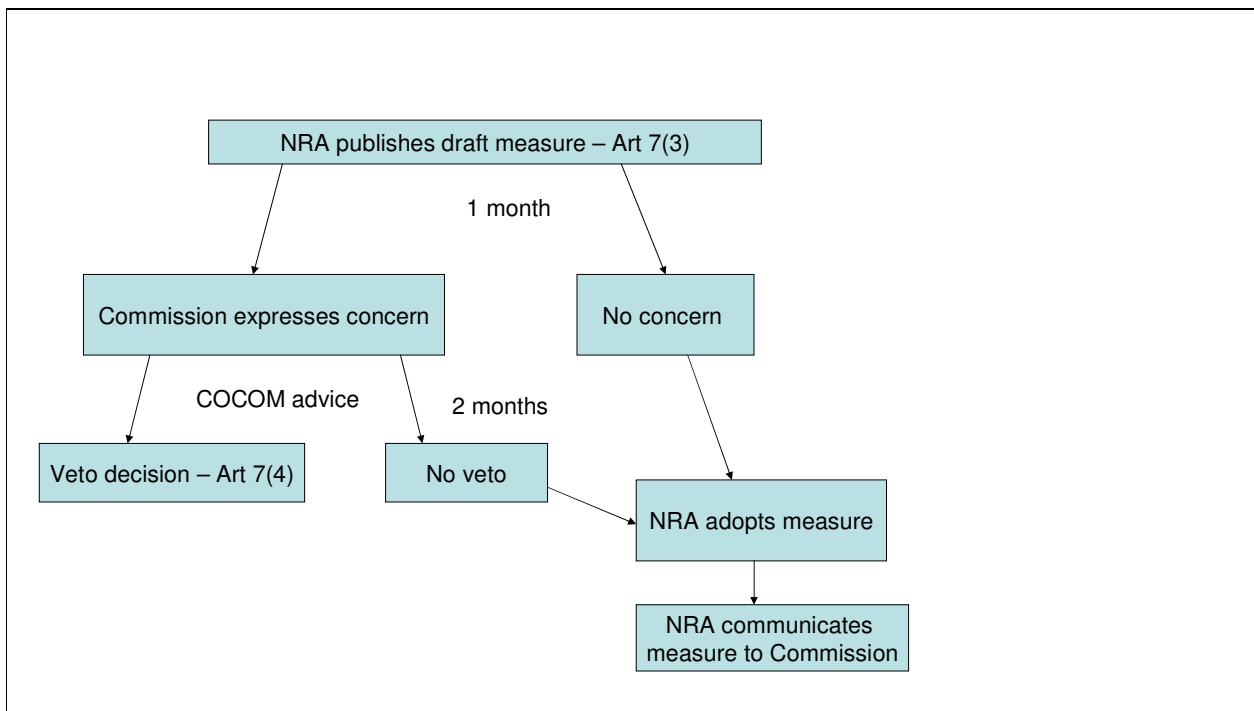 NRA publishes draft measure – Art 7(3)
1 month
Commission expresses concern
No concern
COCOM advice
2 months
Veto decision – Art 7(4)
No veto
NRA adopts measure
NRA communicates
measure to Commission